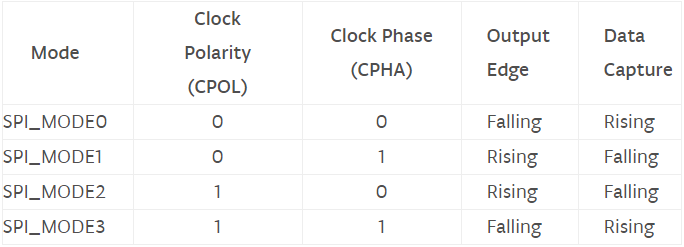 Mode Clock Polarity (CPOL) Clock Phase (CPHA) Output Edge Data Capture
SPI_MODE0 0 0 Falling Rising
SPI_MODE1 0 1 Rising Falling
SPI_MODE2 1 0 Rising Falling
SPI_MODE3 1 1 Falling Rising